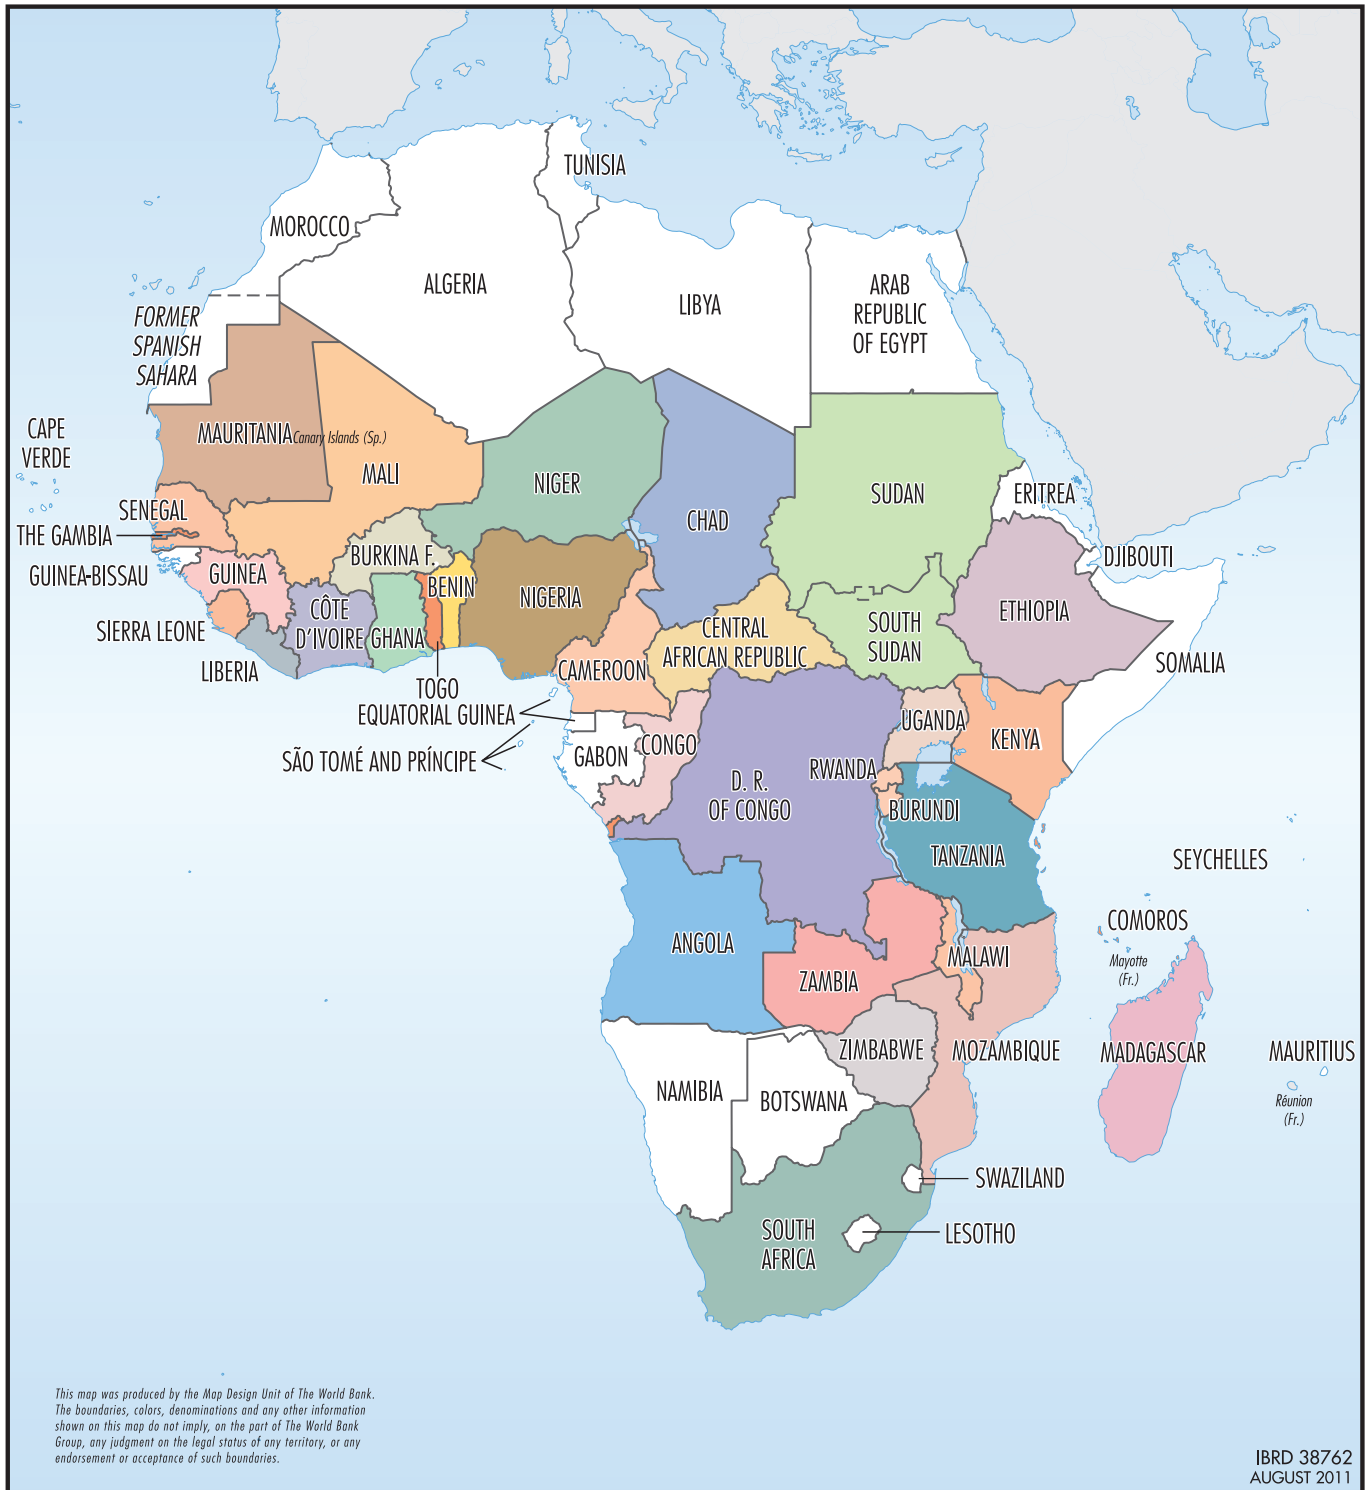 TUNISIA
MOROCCO
ALGERIA
LIBYA
ARAB
REPUBLIC
OF EGYPT
FORMER
SPANISH
SAHARA
CAPE
VERDE
MAURITANIA
Canary Islands (Sp.)
MALI
NIGER
CHAD
SUDAN
ERITREA
SENEGAL
THE GAMBIA
GUINEA-BISSAU
GUINEA
BURKINA F.
BENIN
NIGERIA
DJIBOUTI
ETHIOPIA
SIERRA LEONE
LIBERIA
CÔTE
D'IVOIRE
GHANA
TOGO
CENTRAL
AFRICAN REPUBLIC
SOUTH
SUDAN
SOMALIA
CAMEROON
EQUATORIAL GUINEA
SÃO TOMÉ AND PRÍNCIPE
GABON
CONGO
UGANDA
KENYA
RWANDA
D. R.
OF CONGO
BURUNDI
TANZANIA
SEYCHELLES
COMOROS
Mayotte
(Fr.)
ANGOLA
ZAMBIA
MALAWI
ZIMBABWE
MOZAMBIQUE
MADAGASCAR
MAURITIUS
Réunion
(Fr.)
NAMIBIA
BOTSWANA
SWAZILAND
LESOTHO
SOUTH
AFRICA
This map was produced by the Map Design Unit of The World Bank.
The boundaries, colors, denominations and any other information
shown on this map do not imply, on the part of The World Bank
Group, any judgment on the legal status of any territory, or any
endorsement or acceptance of such boundaries.
IBRD 38762
AUGUST 2011